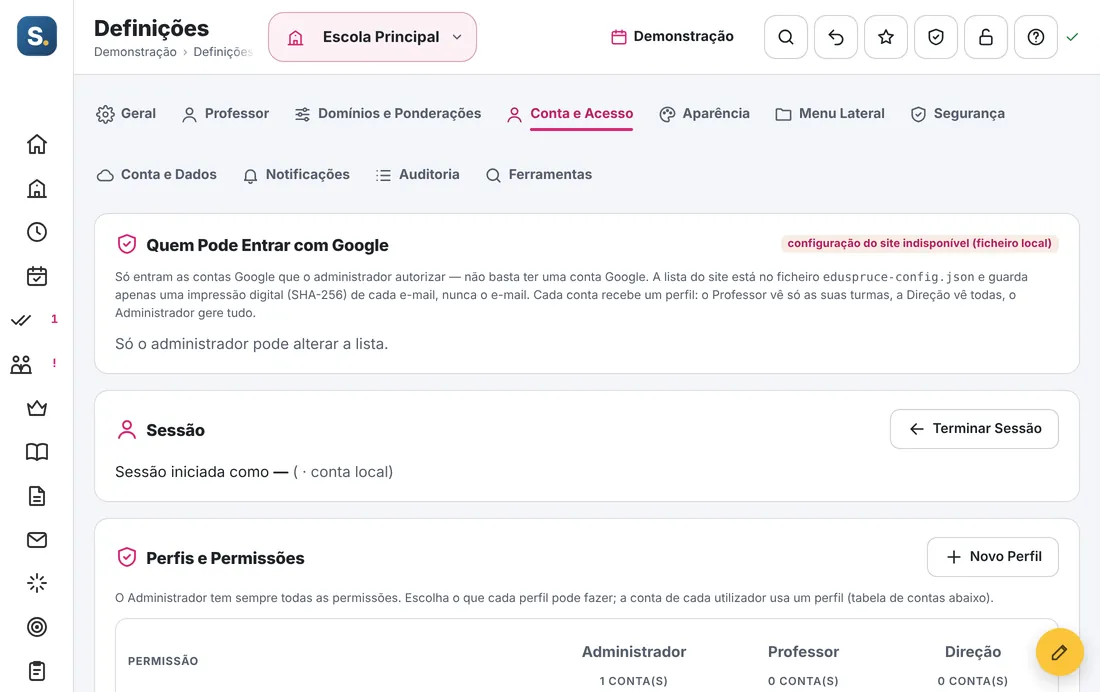 S.
Definições
Demonstração › Definições
Escola Principal
Demonstração
Geral
Professor
Domínios e Ponderações
Conta e Acesso
Aparência
Menu Lateral
Segurança
Conta e Dados
Notificações
Auditoria
Ferramentas
1
!
Quem Pode Entrar com Google
configuração do site indisponível (ficheiro local)
Só entram as contas Google que o administrador autorizar — não basta ter uma conta Google. A lista do site está no ficheiro eduspruce-config.json e guarda
apenas uma impressão digital (SHA-256) de cada e-mail, nunca o e-mail. Cada conta recebe um perfil: o Professor vê só as suas turmas, a Direção vê todas, o
Administrador gere tudo.
Só o administrador pode alterar a lista.
Sessão
Terminar Sessão
Sessão iniciada como — ( · conta local)
Perfis e Permissões
Novo Perfil
O Administrador tem sempre todas as permissões. Escolha o que cada perfil pode fazer; a conta de cada utilizador usa um perfil (tabela de contas abaixo).
PERMISSÃO
Administrador
Professor
Direção
1 CONTA(S)
0 CONTA(S)
0 CONTA(S)